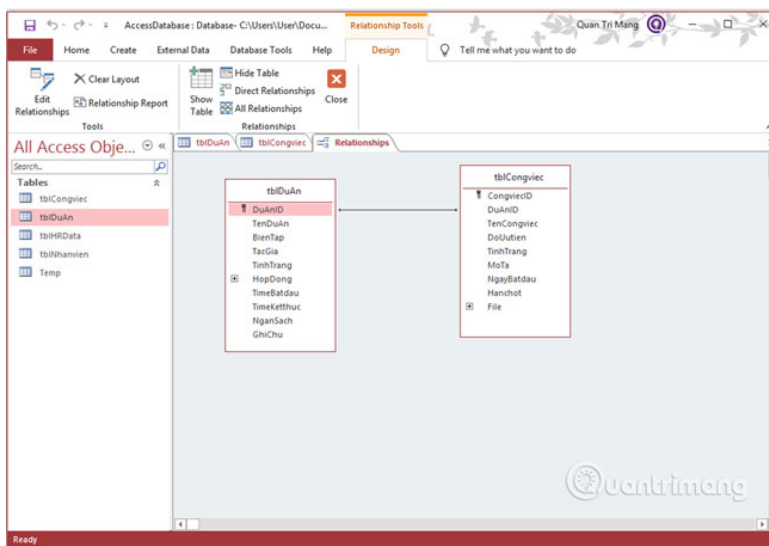 AccessDatabase : Database- C:\Users\User\Docu...
Relationship Tools
Quan Tri Mang
File
Home
Create
External Data
Database Tools
Help
Design
Tell me what you want to do
Edit Relationships
Clear Layout
Relationship Report
Tools
Show Table
Hide Table
Direct Relationships
All Relationships
Relationships
Close
All Access Obje...
Search...
Tables
tblCongviec
tblDuAn
tblHRData
tblNhanvien
Temp
tblDuAn
tblCongviec
Relationships
tblDuAn
DuAnID
TenDuAn
BienTap
TacGia
TinhTrang
HopDong
TimeBatdau
TimeKetthuc
NganSach
GhiChu
tblCongviec
CongviecID
DuAnID
TenCongviec
DoUutien
TinhTrang
MoTa
NgayBatdau
Hanchot
File
Quantrimang
Ready